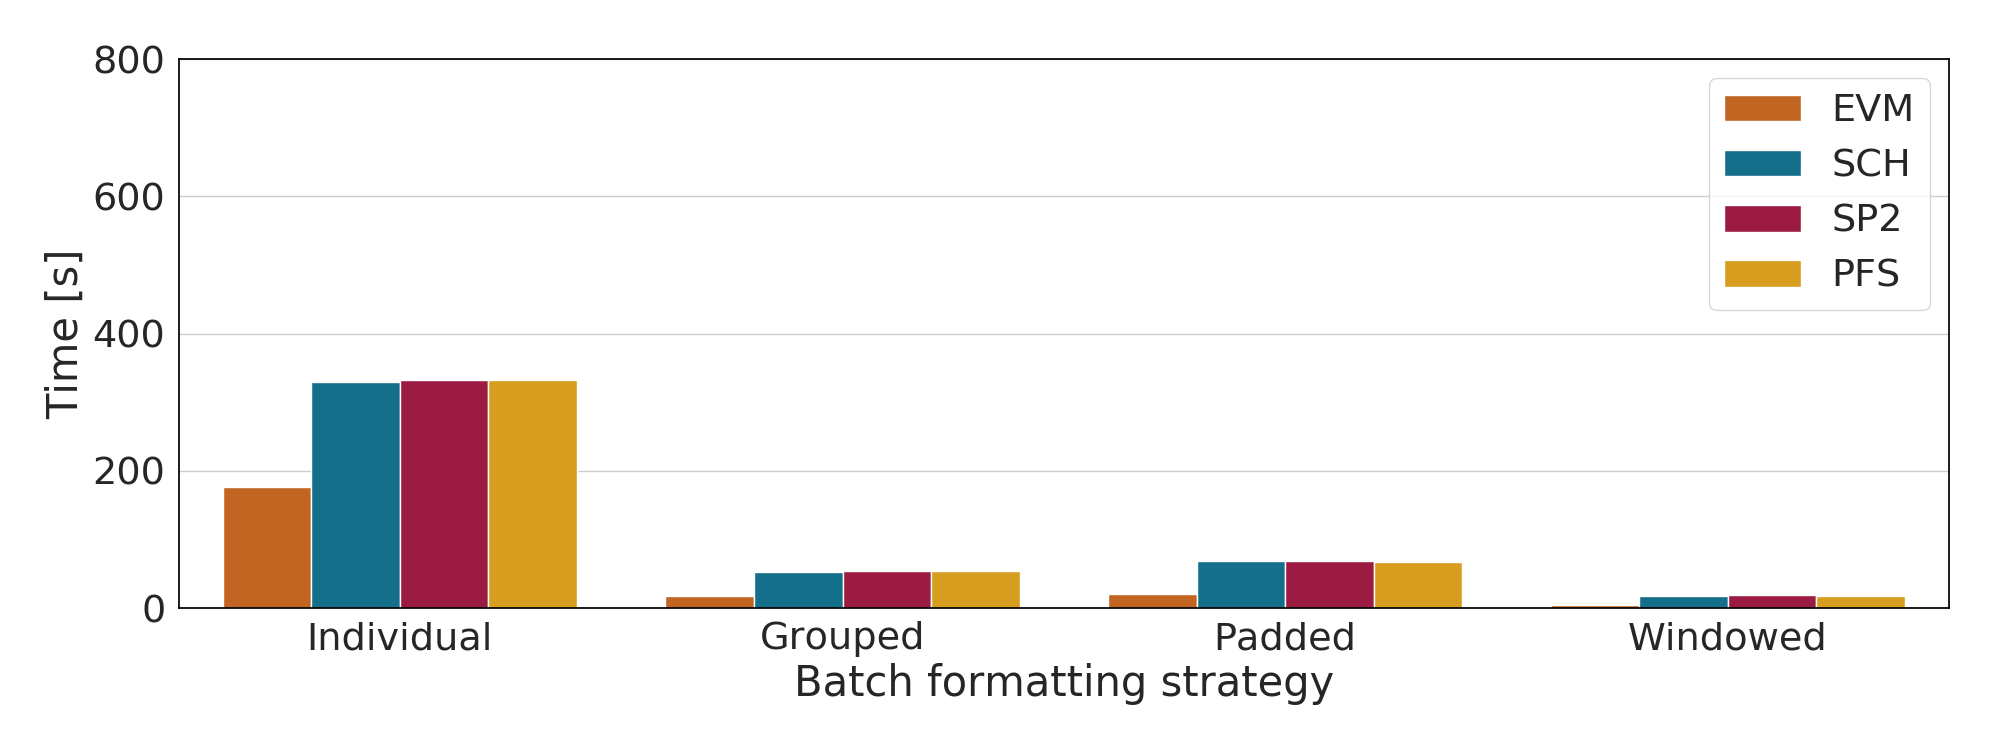 800
600
400
200
0
Time [s]
EVM
SCH
SP2
PFS
Individual
Grouped
Padded
Windowed
Batch formatting strategy